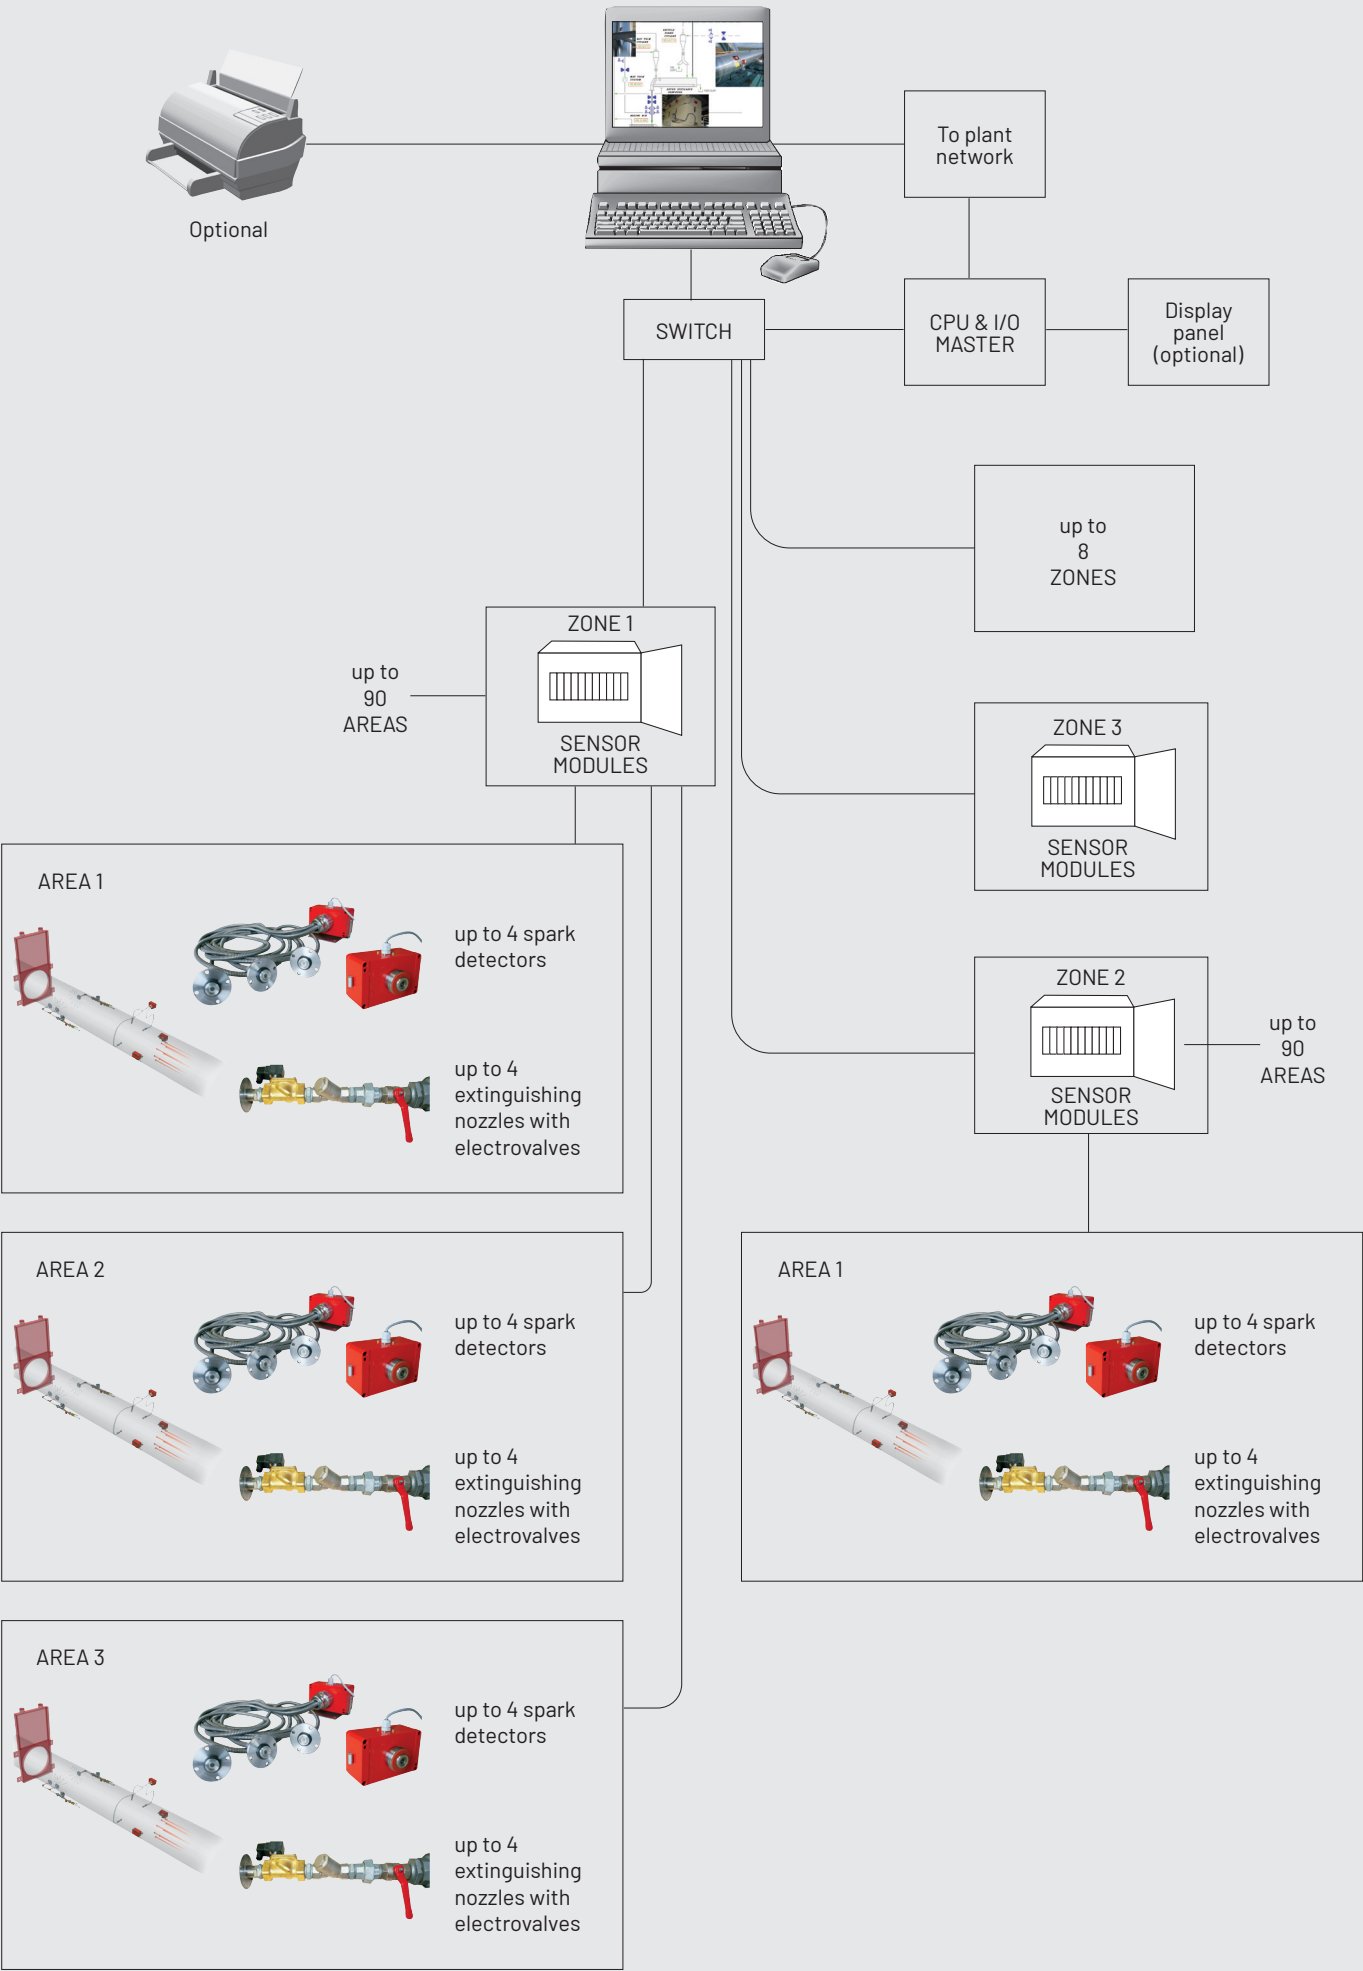 Optional
To plant
network
SWITCH
CPU & I/O
MASTER
Display
panel
(optional)
up to
8
ZONES
ZONE 1
SENSOR
MODULES
up to
90
AREAS
ZONE 3
SENSOR
MODULES
ZONE 2
SENSOR
MODULES
up to
90
AREAS
AREA 1
up to 4 spark
detectors
up to 4
extinguishing
nozzles with
electrovalves
AREA 2
up to 4 spark
detectors
up to 4
extinguishing
nozzles with
electrovalves
AREA 1
up to 4 spark
detectors
up to 4
extinguishing
nozzles with
electrovalves
AREA 3
up to 4 spark
detectors
up to 4
extinguishing
nozzles with
electrovalves